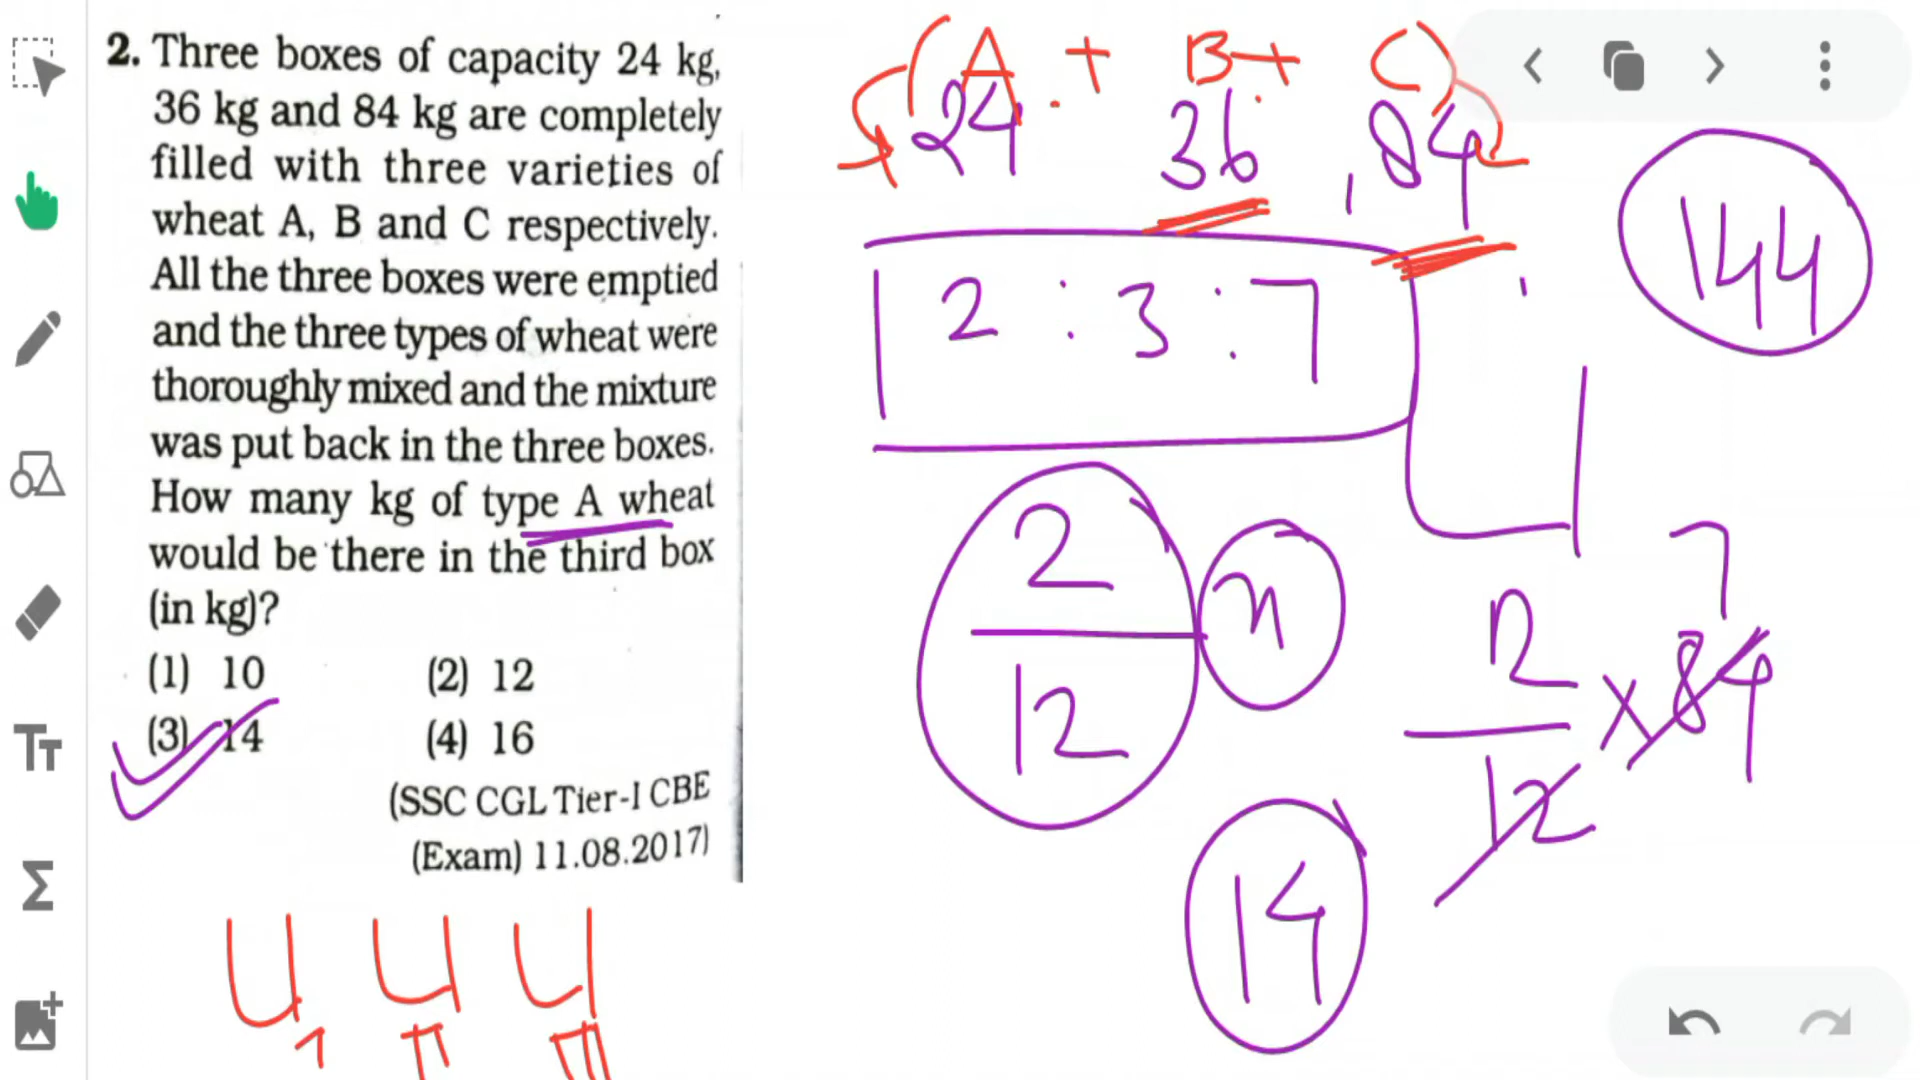 2. Three boxes of capacity 24 kg,
36 kg and 84 kg are completely
filled with three varieties of
wheat A, B and C respectively.
All the three boxes were emptied
and the three types of wheat were
thoroughly mixed and the mixture
was put back in the three boxes.
How many kg of type A wheat
would be there in the third box
(in kg)?
(1) 10 (2) 12
(3) 14 (4) 16
(SSC CGL Tier-I CBE
(Exam) 11.08.2017)
I II III
(A + B + C)
24 36 84
144
2 : 3 : 7
2
12
n
7
2
12
× 84
14
TT
Σ